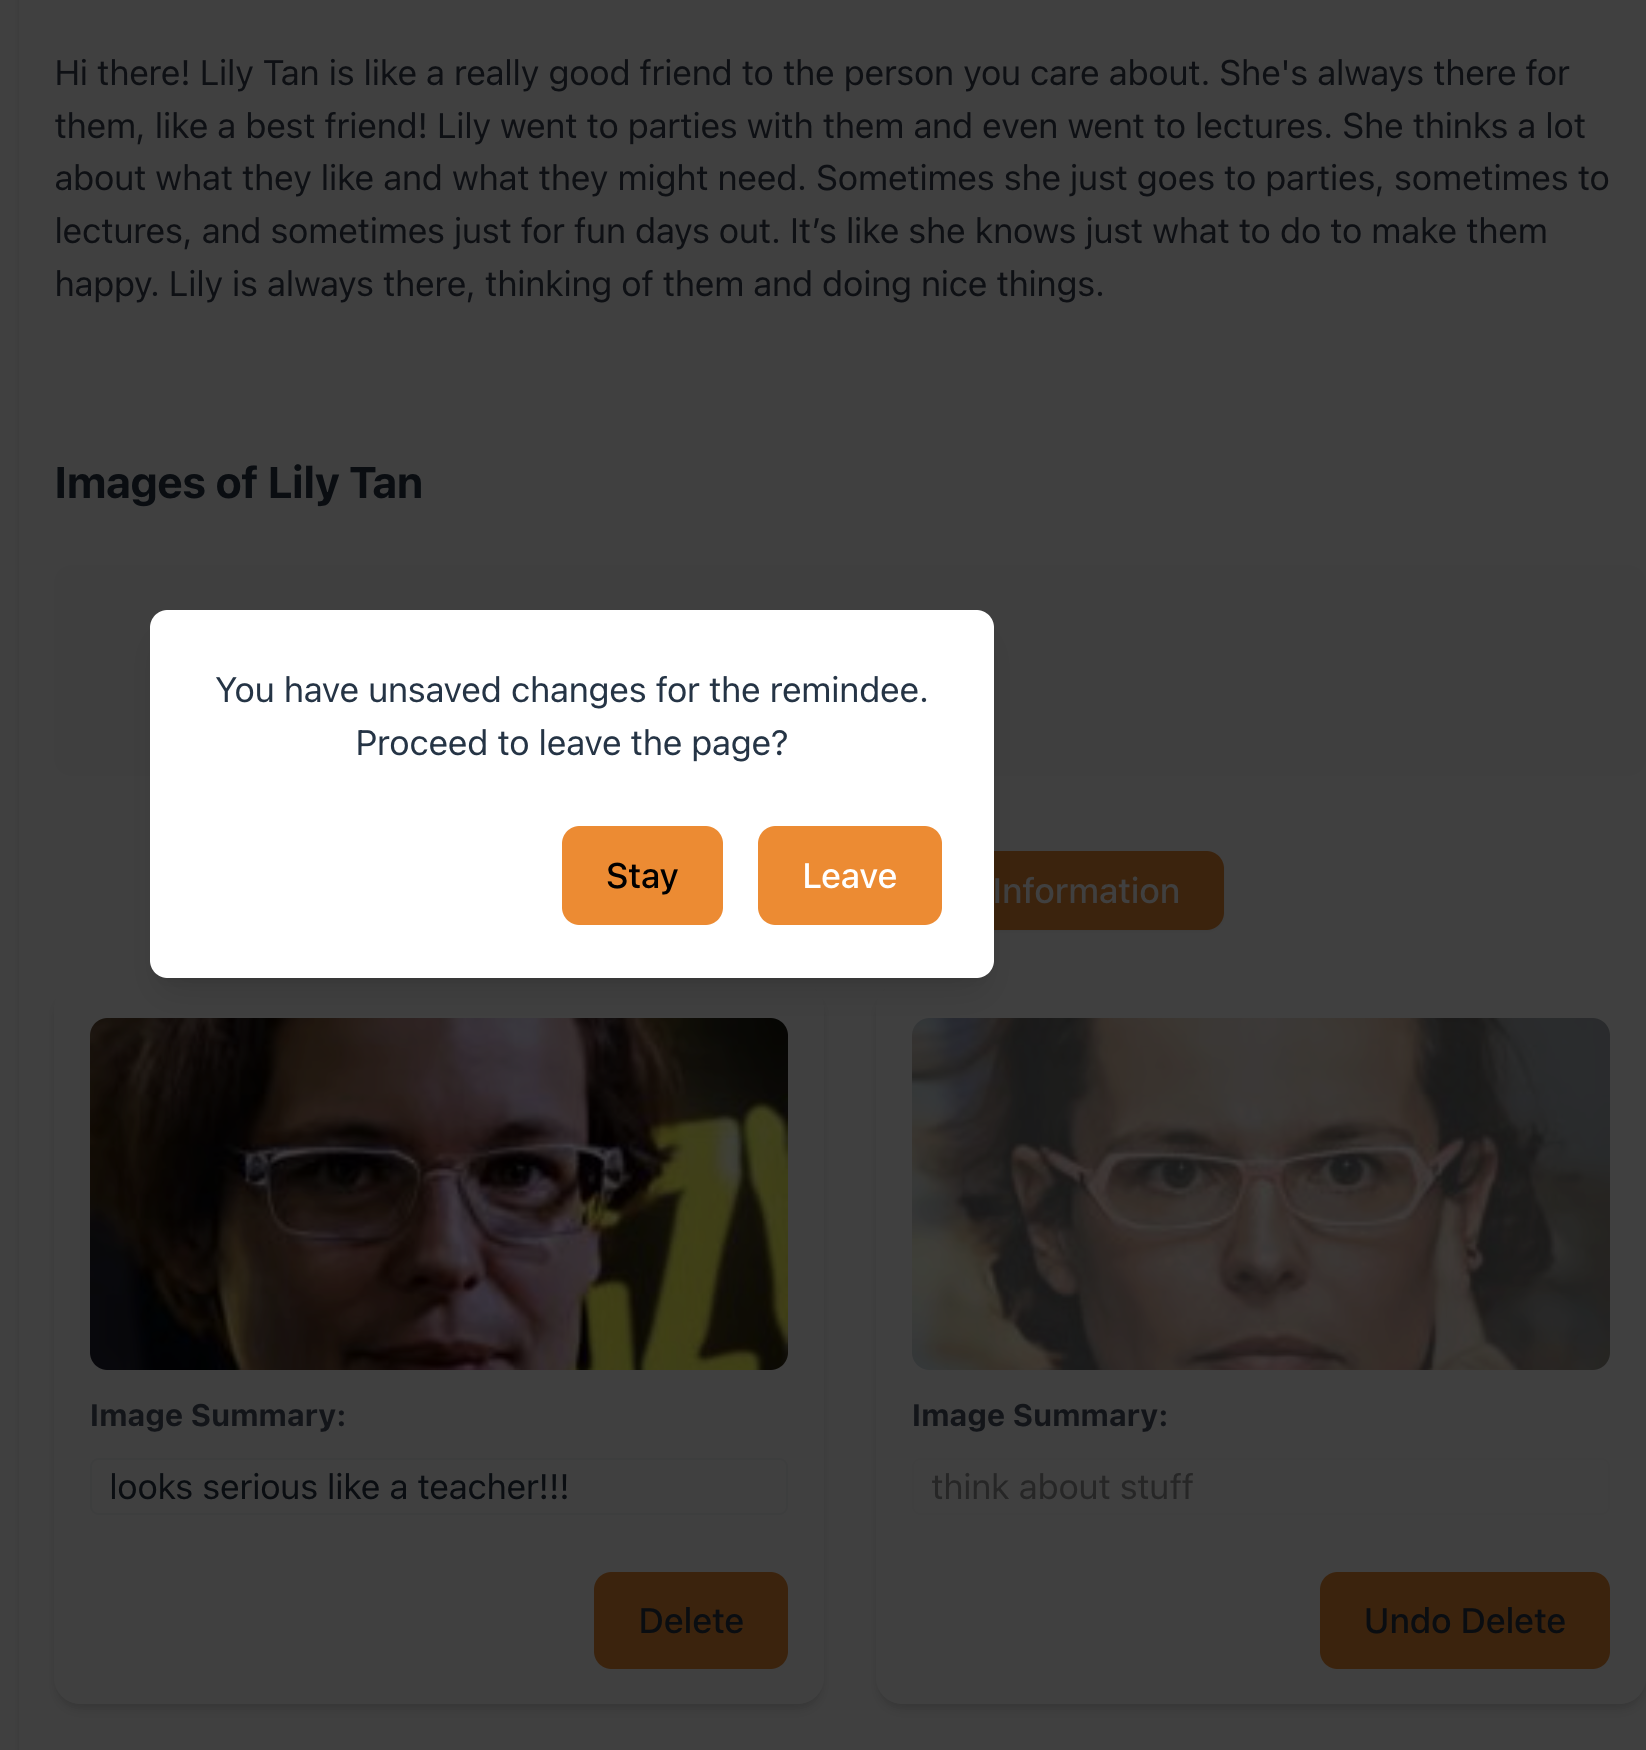 Hi there! Lily Tan is like a really good friend to the person you care about. She's always there for
them, like a best friend! Lily went to parties with them and even went to lectures. She thinks a lot
about what they like and what they might need. Sometimes she just goes to parties, sometimes to
lectures, and sometimes just for fun days out. It’s like she knows just what to do to make them
happy. Lily is always there, thinking of them and doing nice things.
Images of Lily Tan
You have unsaved changes for the remindee.
Proceed to leave the page?
Stay
Leave
Information
Image Summary:
looks serious like a teacher!!!
Delete
Image Summary:
think about stuff
Undo Delete